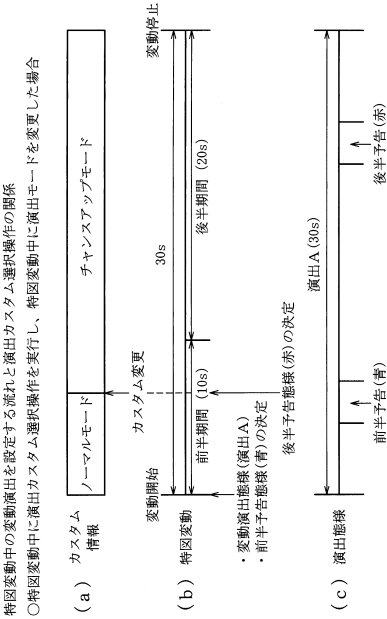 特図変動中の変動演出を設定する流れと演出カスタム選択操作の関係
○特図変動中に演出カスタム選択操作を実行し、特図変動中に演出モードを変更した場合
(a)
カスタム
情報
ノーマルモード
チャンスアップモード
カスタム変更
変動開始
30s
変動停止
(b)
特図変動
前半期間(10s)
後半期間(20s)
・変動演出態様(演出A)
・前半予告態様(青)の決定
後半予告態様(赤)の決定
演出A(30s)
(c)
演出態様
前半予告(青)
後半予告(赤)